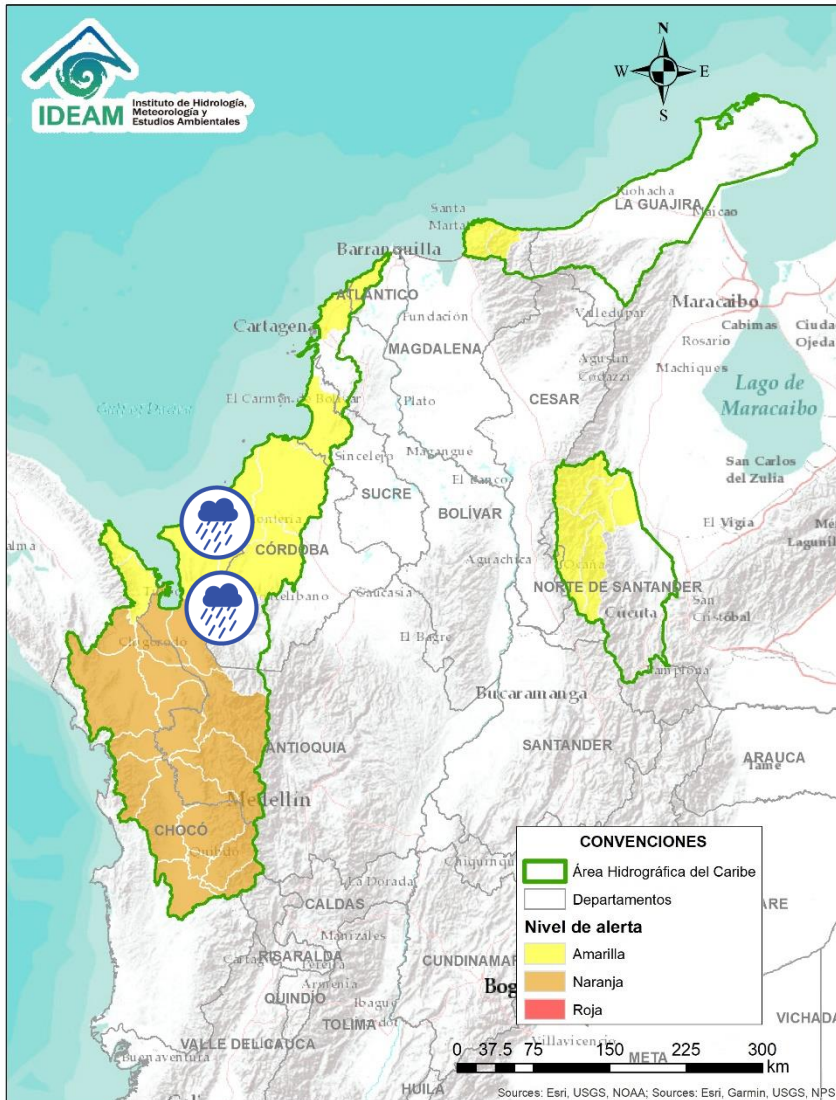 IDEAM
Instituto de Hidrología,
Meteorología y
Estudios Ambientales
N
W
E
S
Riohacha
LA GUAJIRA
Maicao
Santa
Marta
Barranquilla
ATLÁNTICO
Cartagena
Fundación
Valledupar
Maracaibo
Cabimas
Ciudad
Ojeda
Rosario
Machiques
MAGDALENA
Agustín
Codazzi
CESAR
Lago de
Maracaibo
El Carmen de Bolívar
Plato
Sincelejo
Magangué
San Carlos
del Zulia
SUCRE
El Banco
BOLÍVAR
El Vigía
Montería
CÓRDOBA
Aguachica
Ocaña
NORTE DE SANTANDER
Caucasia
Cúcuta
San
Cristóbal
Chigorodó
El Bagre
Pamplona
Bucaramanga
ANTIOQUIA
SANTANDER
ARAUCA
Tame
Medellín
CHOCÓ
Quibdó
La Dorada
CALDAS
Manizales
RISARALDA
Pereira
Armenia
CUNDINAMAR
QUINDÍO
Ibagué
Bog
TOLIMA
VICHADA
Villavicencio
VALLE DEL CAUCA
META
Buenaventura
HUILA
CONVENCIONES
Área Hidrográfica del Caribe
Departamentos
Nivel de alerta
Amarilla
Naranja
Roja
0 37.5 75 150 225 300
km
Sources: Esri, USGS, NOAA; Sources: Esri, Garmin, USGS, NPS